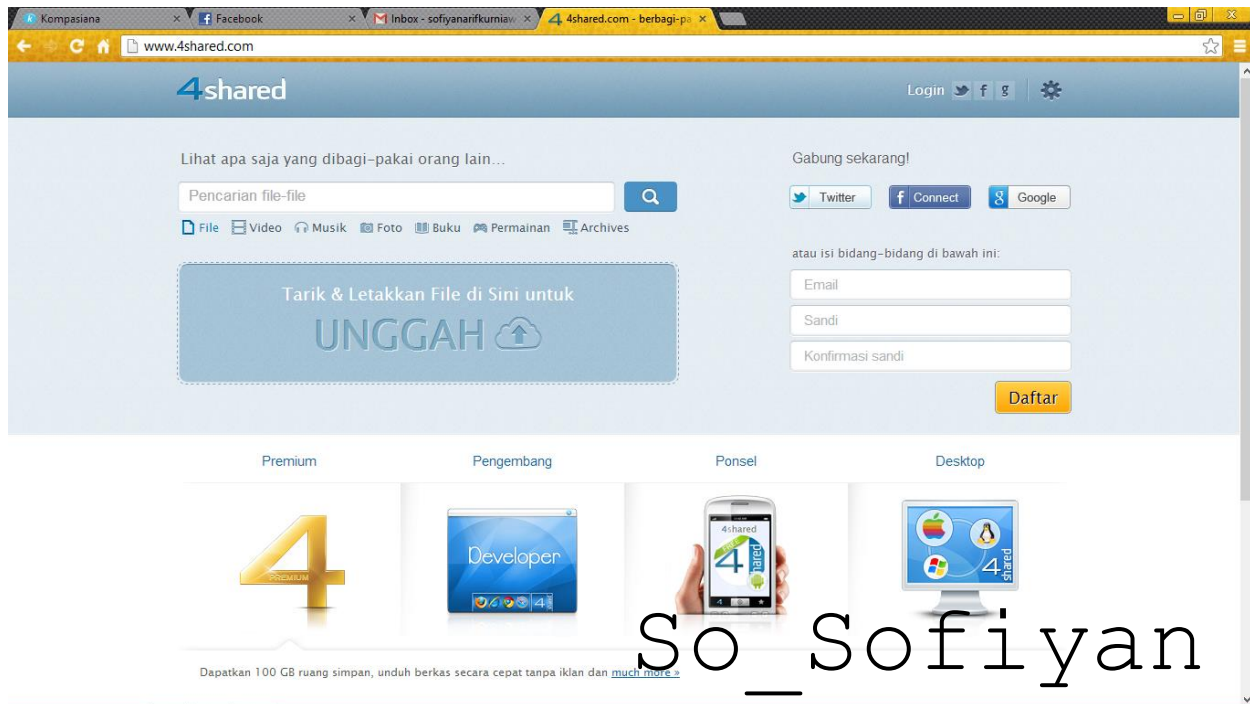 Kompasiana
Facebook
Inbox - sofiyanarifkurniaw
4shared.com - berbagi-pa
www.4shared.com
4shared
Login
Lihat apa saja yang dibagi-pakai orang lain...
Gabung sekarang!
Pencarian file-file
Twitter
Connect
Google
File Video Musik Foto Buku Permainan Archives
atau isi bidang-bidang di bawah ini:
Tarik & Letakkan File di Sini untuk
UNGGAH
Email
Sandi
Konfirmasi sandi
Daftar
Premium
Pengembang
Ponsel
Desktop
4
PREMIUM
Developer
4shared
4shared
4shared
So_Sofiyan
Dapatkan 100 GB ruang simpan, unduh berkas secara cepat tanpa iklan dan much more »